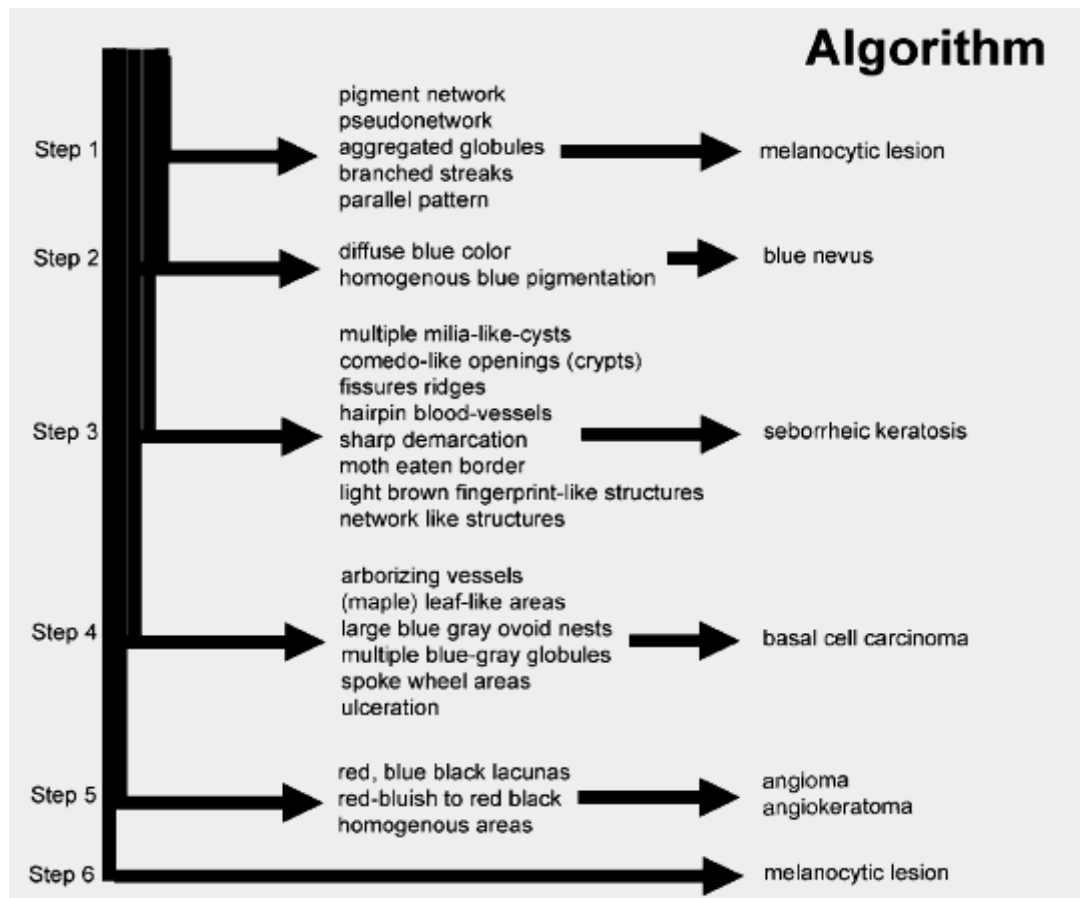 Algorithm
Step 1
pigment network
pseudonetwork
aggregated globules
branched streaks
parallel pattern
melanocytic lesion
Step 2
diffuse blue color
homogenous blue pigmentation
blue nevus
Step 3
multiple milia-like-cysts
comedo-like openings (crypts)
fissures ridges
hairpin blood-vessels
sharp demarcation
moth eaten border
light brown fingerprint-like structures
network like structures
seborrheic keratosis
Step 4
arborizing vessels
(maple) leaf-like areas
large blue gray ovoid nests
multiple blue-gray globules
spoke wheel areas
ulceration
basal cell carcinoma
Step 5
red, blue black lacunas
red-bluish to red black
homogenous areas
angioma
angiokeratoma
Step 6
melanocytic lesion